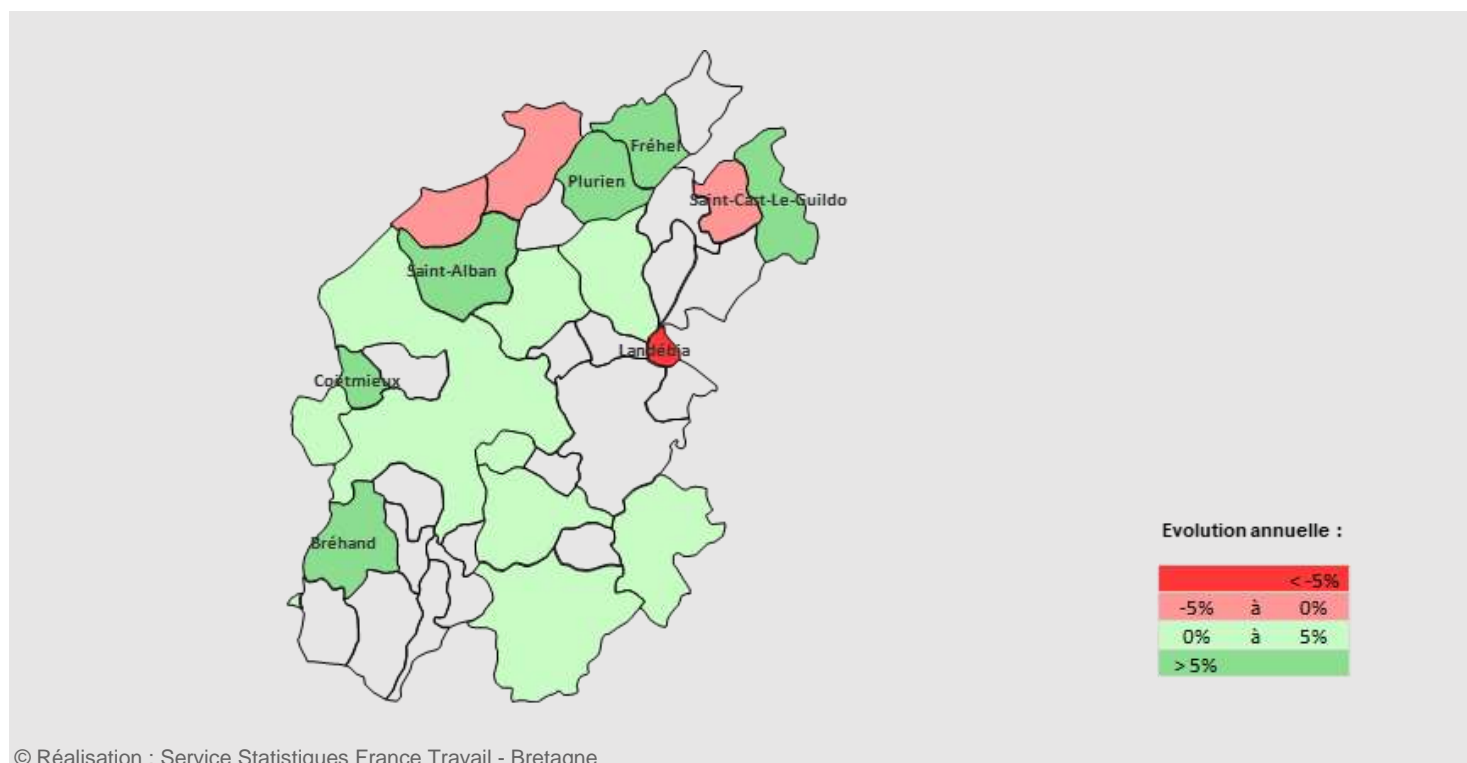 Fréhel
Plurien
Saint-Cast-Le-Guildo
Saint-Alban
Landébia
Coëtmieux
Bréhand
Evolution annuelle :
< -5%
-5% à 0%
0% à 5%
> 5%
© Réalisation : Service Statistiques France Travail - Bretagne